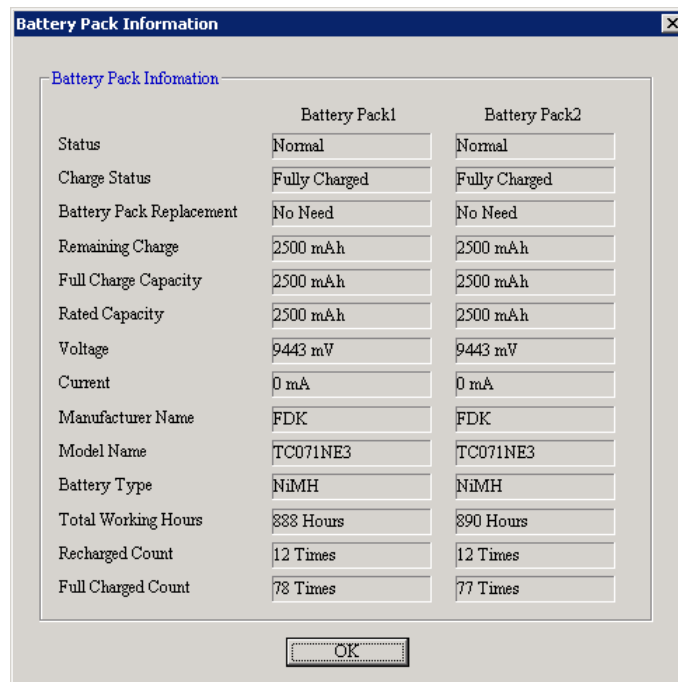 Battery Pack Information
Battery Pack Infomation
Battery Pack1 Battery Pack2
Status Normal Normal
Charge Status Fully Charged Fully Charged
Battery Pack Replacement No Need No Need
Remaining Charge 2500 mAh 2500 mAh
Full Charge Capacity 2500 mAh 2500 mAh
Rated Capacity 2500 mAh 2500 mAh
Voltage 9443 mV 9443 mV
Current 0 mA 0 mA
Manufacturer Name FDK FDK
Model Name TC071NE3 TC071NE3
Battery Type NiMH NiMH
Total Working Hours 888 Hours 890 Hours
Recharged Count 12 Times 12 Times
Full Charged Count 78 Times 77 Times
OK